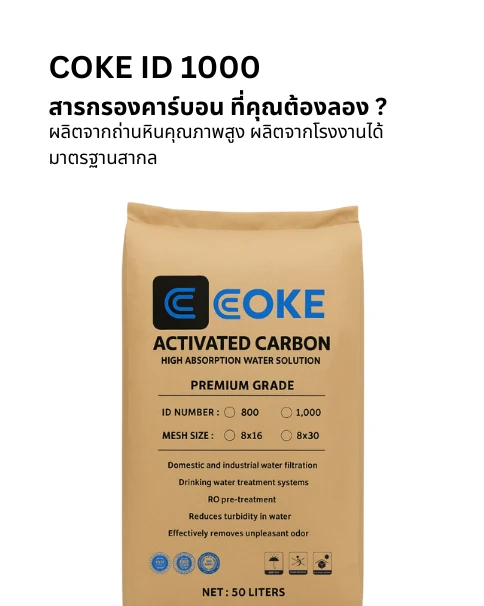 COKE ID 1000
สารกรองคาร์บอน ที่คุณต้องลอง ?
ผลิตจากถ่านหินคุณภาพสูง ผลิตจากโรงงานได้
มาตรฐานสากล
COKE
ACTIVATED CARBON
HIGH ABSORPTION WATER SOLUTION
PREMIUM GRADE
ID NUMBER : 800 1,000
MESH SIZE : 8x16 8x30
Domestic and industrial water filtration
Drinking water treatment systems
RO pre-treatment
Reduces turbidity in water
Effectively removes unpleasant odor
NET : 50 LITERS